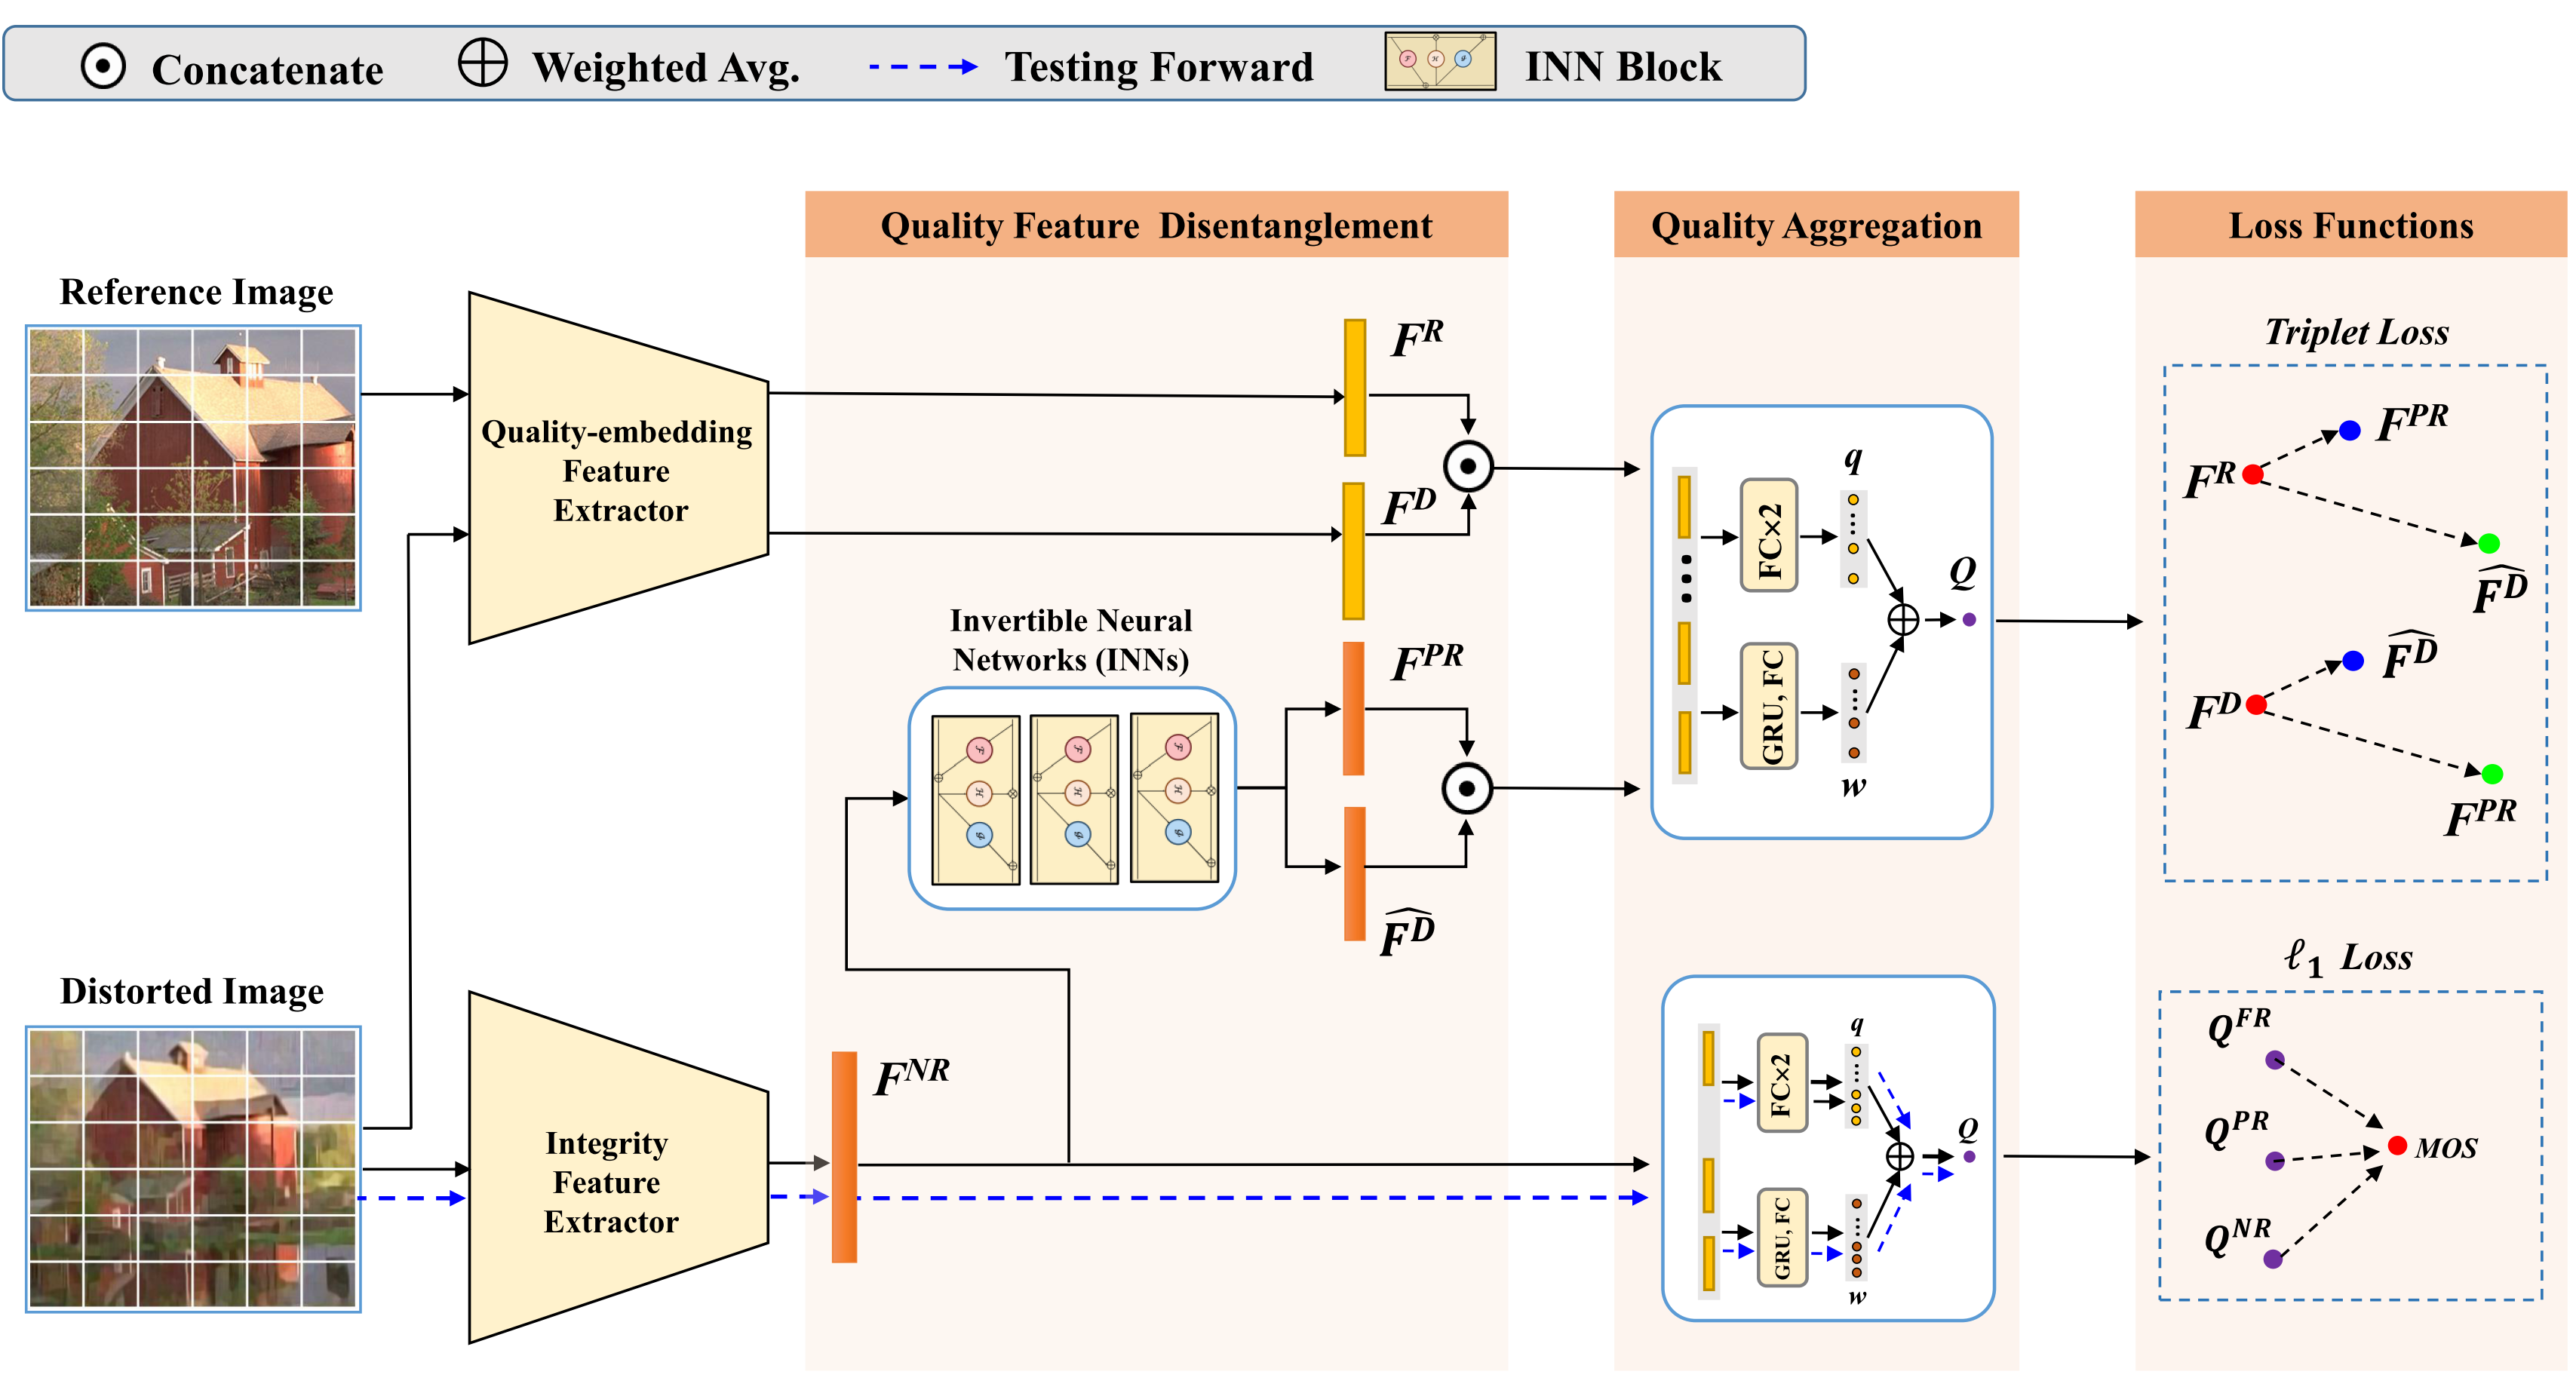 Concatenate
Weighted Avg.
Testing Forward
INN Block
Quality Feature Disentanglement
Quality Aggregation
Loss Functions
Reference Image
Quality-embedding
Feature
Extractor
F^R
F^D
Invertible Neural
Networks (INNs)
F^{PR}
\widehat{F^D}
q
FC×2
Q
GRU, FC
w
Triplet Loss
F^{PR}
F^R
\widehat{F^D}
\widehat{F^D}
F^D
F^{PR}
Distorted Image
Integrity
Feature
Extractor
F^{NR}
q
FC×2
Q
GRU, FC
w
ℓ₁ Loss
Q^{FR}
Q^{PR}
MOS
Q^{NR}